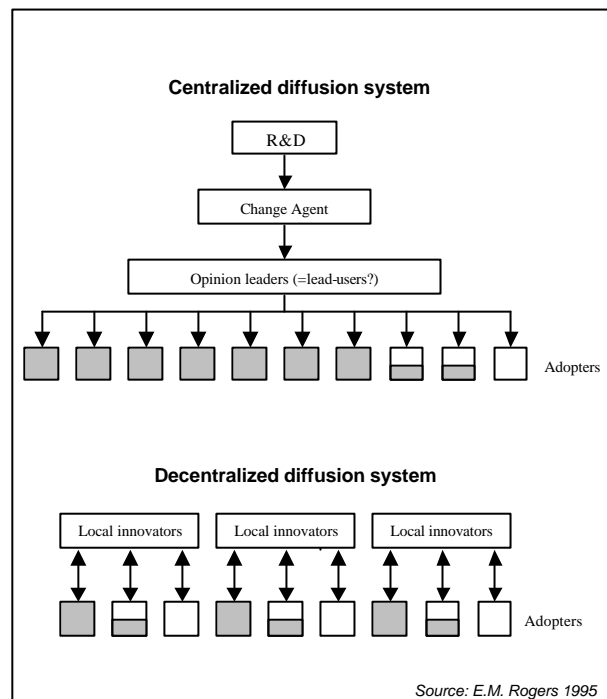 Centralized diffusion system
R&D
Change Agent
Opinion leaders (=lead-users?)
Adopters
Decentralized diffusion system
Local innovators
Local innovators
Local innovators
Adopters
Source: E.M. Rogers 1995